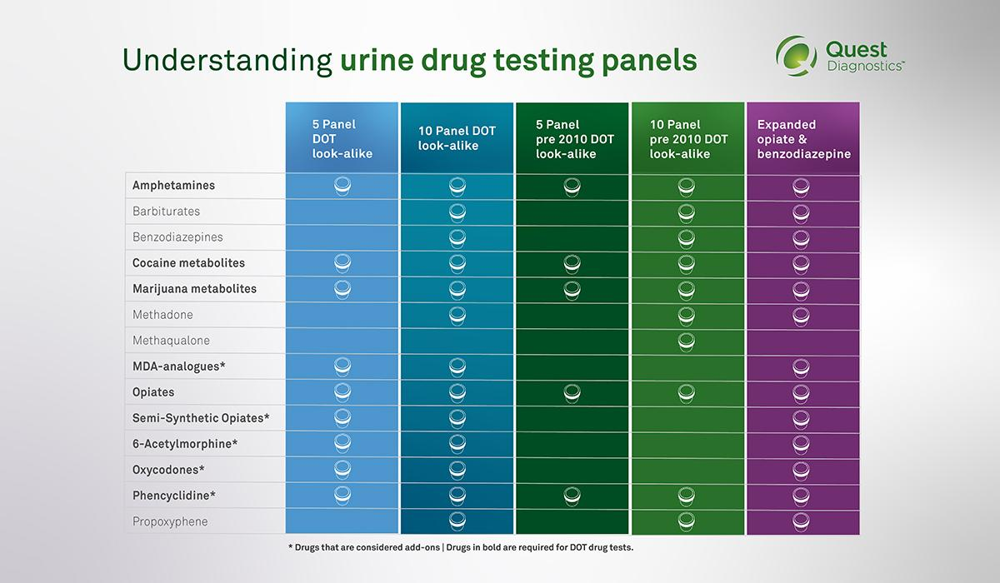 Understanding urine drug testing panels
Quest
Diagnostics™
5 Panel
DOT
look-alike
10 Panel DOT
look-alike
5 Panel
pre 2010 DOT
look-alike
10 Panel
pre 2010 DOT
look-alike
Expanded
opiate &
benzodiazepine
Amphetamines
Barbiturates
Benzodiazepines
Cocaine metabolites
Marijuana metabolites
Methadone
Methaqualone
MDA-analogues*
Opiates
Semi-Synthetic Opiates*
6-Acetylmorphine*
Oxycodones*
Phencyclidine*
Propoxyphene
* Drugs that are considered add-ons | Drugs in bold are required for DOT drug tests.